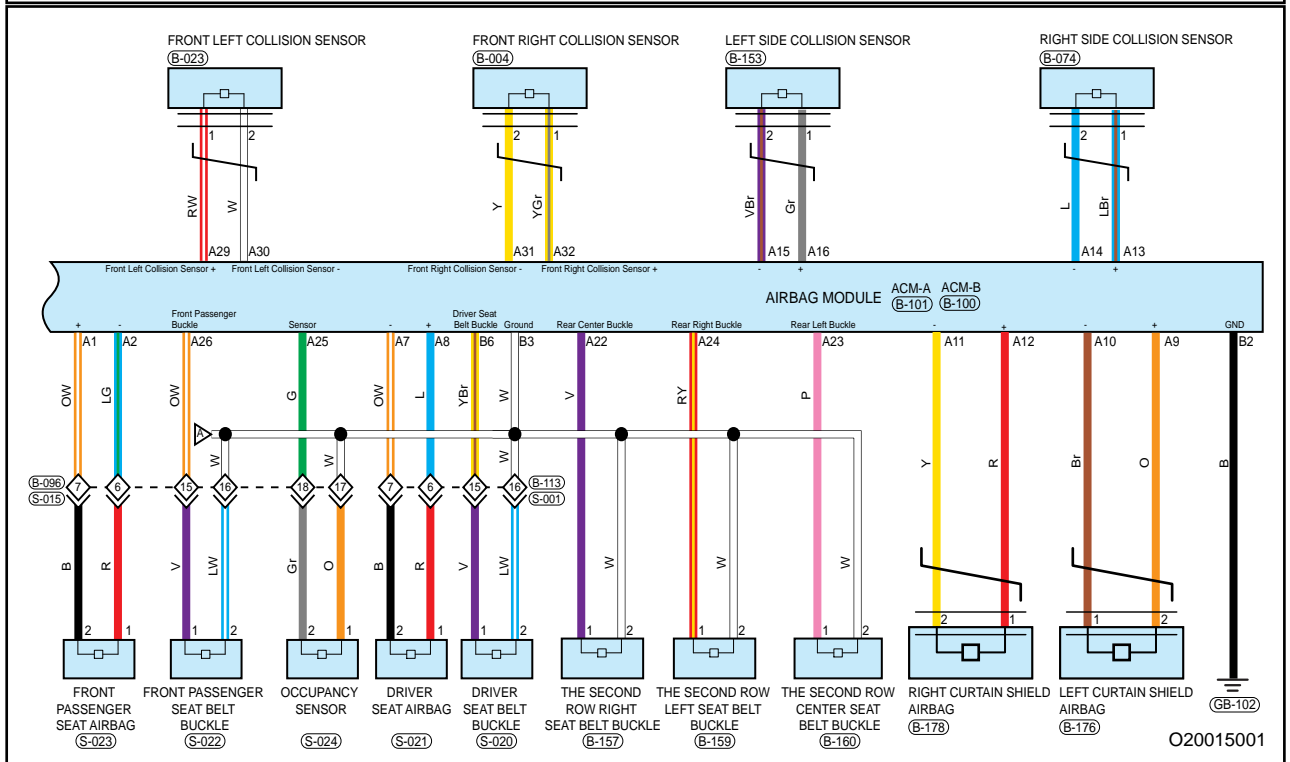 FRONT LEFT COLLISION SENSOR
B-023
FRONT RIGHT COLLISION SENSOR
B-004
LEFT SIDE COLLISION SENSOR
B-153
RIGHT SIDE COLLISION SENSOR
B-074
1 2 2 1 2 1 2 1
RW W Y YGr VBr Gr L LBr
A29 A30 A31 A32 A15 A16 A14 A13
Front Left Collision Sensor + Front Left Collision Sensor - Front Right Collision Sensor - Front Right Collision Sensor + - + - +
AIRBAG MODULE
ACM-A
B-101
ACM-B
B-100
+ -
Front Passenger
Buckle
Sensor
- +
Driver Seat
Belt Buckle
Ground
Rear Center Buckle
Rear Right Buckle
Rear Left Buckle
- + - +
GND
A1 A2 A26 A25 A7 A8 B6 B3 A22 A24 A23 A11 A12 A10 A9 B2
OW LG OW G OW L YBr W V RY P
A
W W W
Y R Br O B
B-096
S-015
7 6 15 16 18 17 7 6 15 16
B-113
S-001
B R V LW Gr O B R V LW W W W
2 1 1 2 2 1 2 1 1 2 1 2 1 2 1 2 2 1 1 2
FRONT
PASSENGER
SEAT AIRBAG
S-023
FRONT PASSENGER
SEAT BELT
BUCKLE
S-022
OCCUPANCY
SENSOR
S-024
DRIVER
SEAT AIRBAG
S-021
DRIVER
SEAT BELT
BUCKLE
S-020
THE SECOND
ROW RIGHT
SEAT BELT BUCKLE
B-157
THE SECOND ROW
LEFT SEAT BELT
BUCKLE
B-159
THE SECOND ROW
CENTER SEAT
BELT BUCKLE
B-160
RIGHT CURTAIN SHIELD
AIRBAG
B-178
LEFT CURTAIN SHIELD
AIRBAG
B-176
GB-102
O20015001